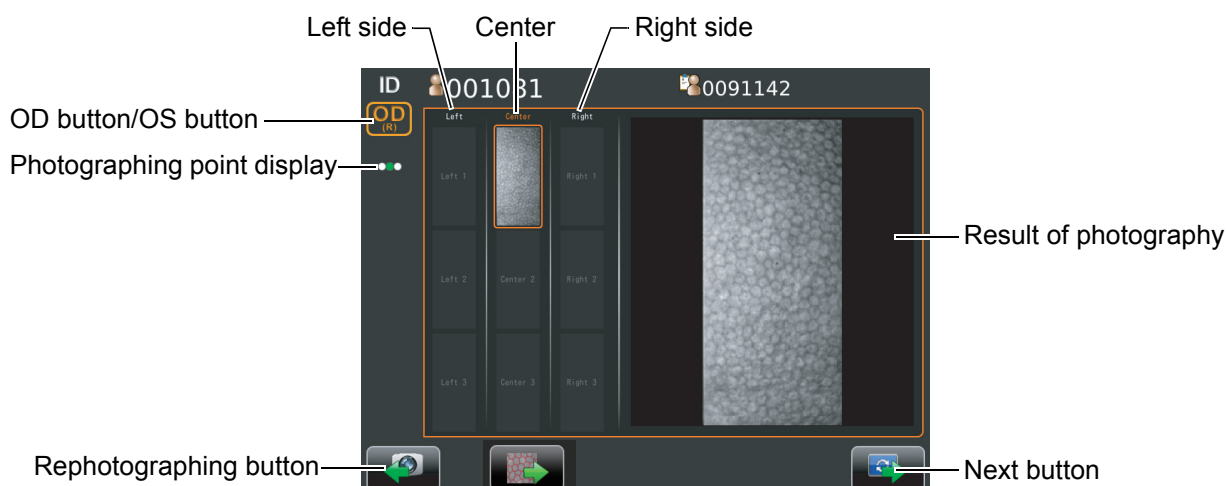 Left side
Center
Right side
ID
001081
0091142
OD button/OS button
OD
(R)
Left
Center
Right
Photographing point display
Left 1
Right 1
Result of photography
Left 2
Center 2
Right 2
Left 3
Center 3
Right 3
Rephotographing button
Next button